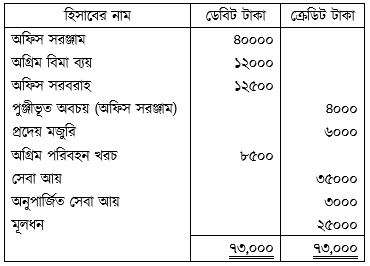 হিসাবের নাম ডেবিট টাকা ক্রেডিট টাকা
অফিস সরঞ্জাম ৪০০০০
অগ্রিম বিমা ব্যয় ১২০০০
অফিস সরবরাহ ১২৫০০
পুঞ্জীভূত অবচয় (অফিস সরঞ্জাম) ৪০০০
প্রদেয় মজুরি ৬০০০
অগ্রিম পরিবহন খরচ ৮৫০০
সেবা আয় ৩৫০০০
অনুপার্জিত সেবা আয় ৩০০০
মূলধন ২৫০০০
৭৩,০০০ ৭৩,০০০